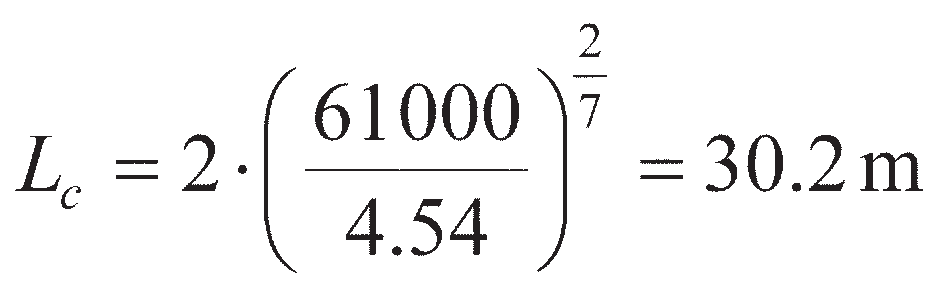 L_c = 2 · (61000 / 4.54)^(2/7) = 30.2 m